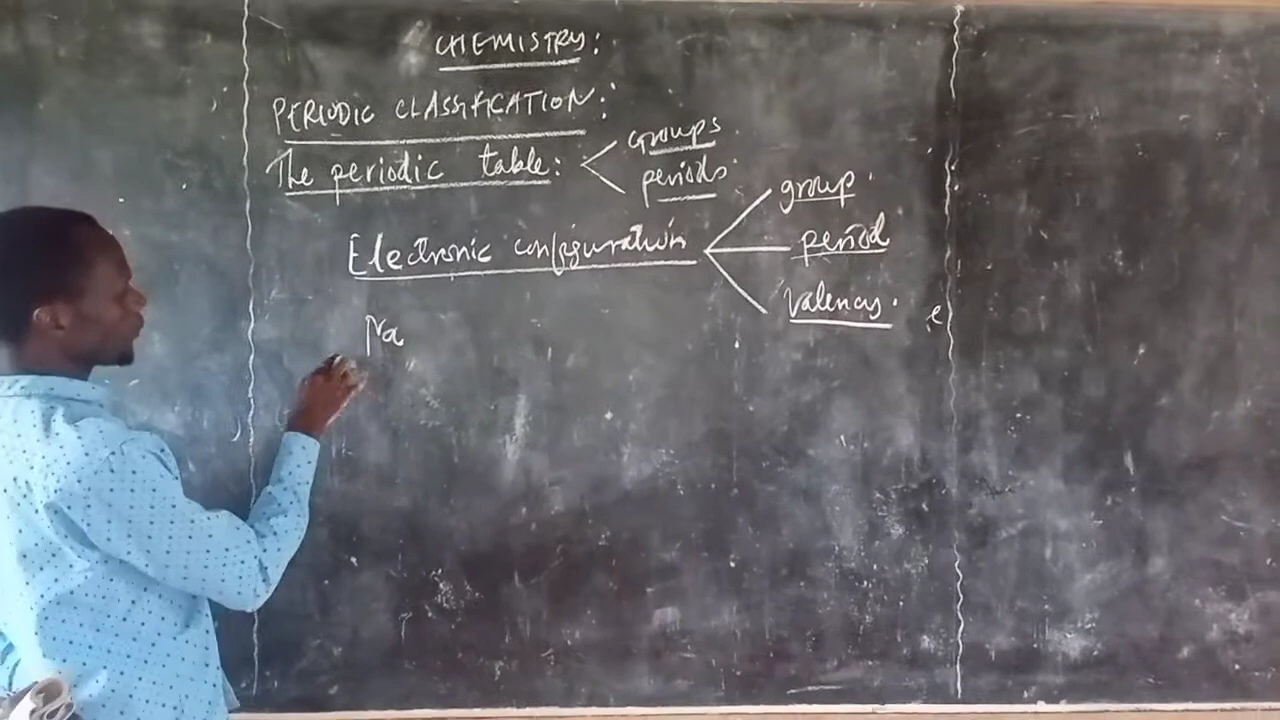 CHEMISTRY:
PERIODIC CLASSIFICATION:
The periodic table: groups
periods
Electronic configuration group
period
Valency.
e
Na